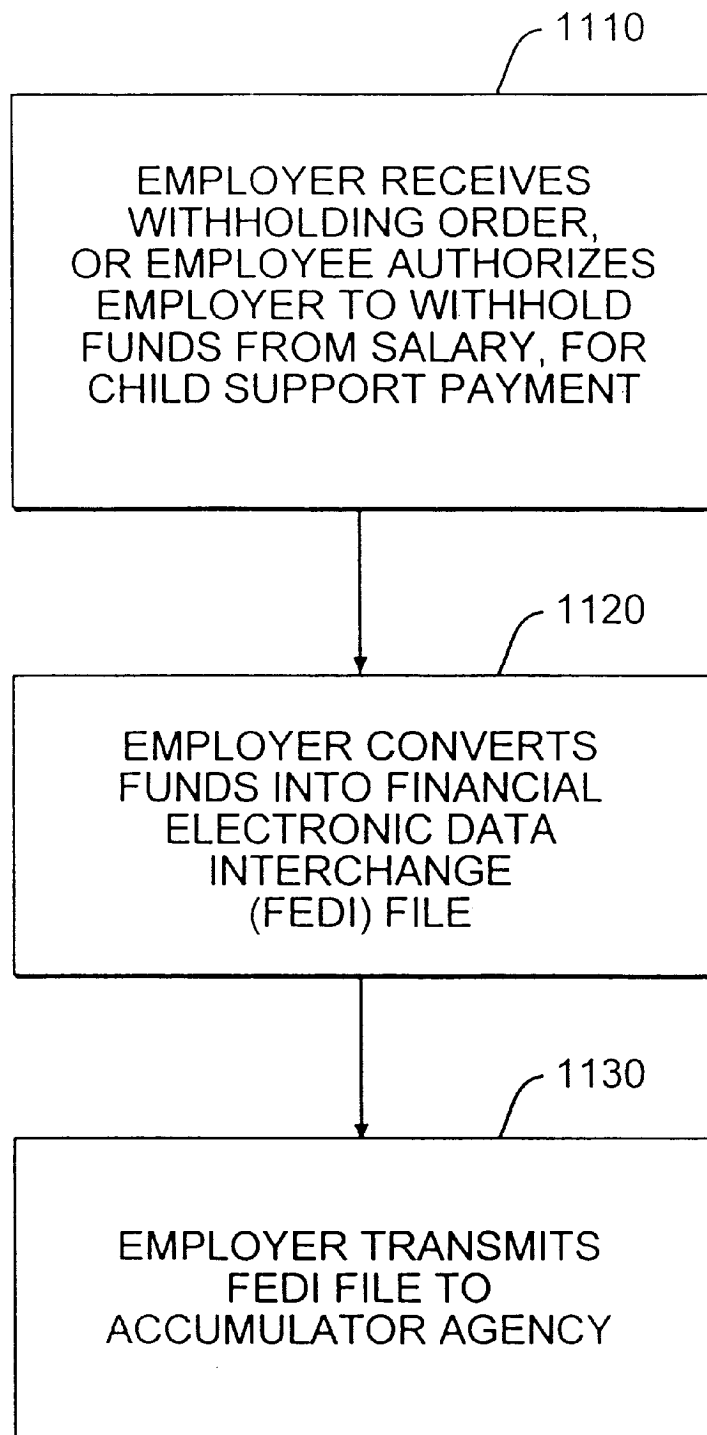 1110
EMPLOYER RECEIVES
WITHHOLDING ORDER,
OR EMPLOYEE AUTHORIZES
EMPLOYER TO WITHHOLD
FUNDS FROM SALARY, FOR
CHILD SUPPORT PAYMENT
1120
EMPLOYER CONVERTS
FUNDS INTO FINANCIAL
ELECTRONIC DATA
INTERCHANGE
(FEDI) FILE
1130
EMPLOYER TRANSMITS
FEDI FILE TO
ACCUMULATOR AGENCY